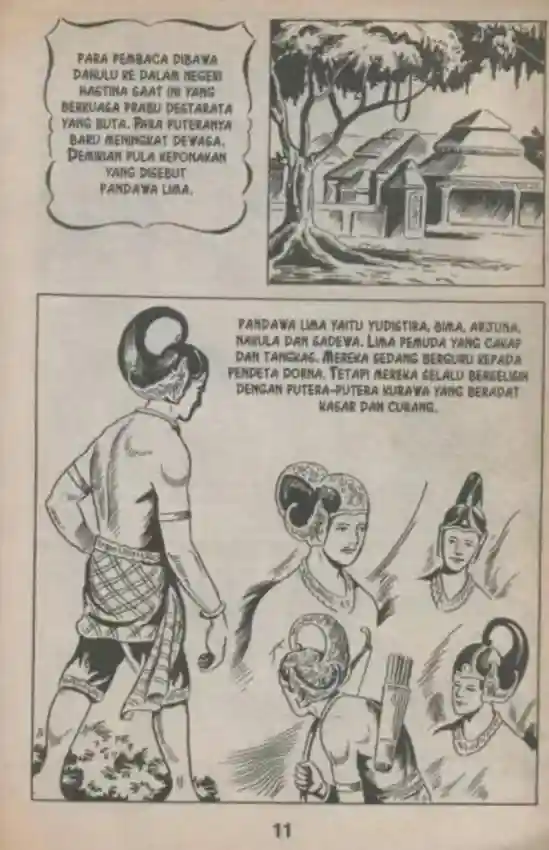 PARA PEMBACA DIBAWA
DAHULU KE DALAM NEGERI
HASTINA SAAT INI YANG
BERKUASA PRABU DESTARATA
YANG BUTA. PARA PUTERANYA
BARU MENINGKAT DEWASA.
DEMIKIAN PULA KEPONAKAN
YANG DISEBUT
PANDAWA LIMA.
PANDAWA LIMA YAITU YUDISTIRA, BIMA, ARJUNA,
NAKULA DAN SADEWA. LIMA PEMUDA YANG CAKAP
DAN TANGKAS. MEREKA SEDANG BERGURU KEPADA
PENDETA DORNA. TETAPI MEREKA SELALU BERSELISIH
DENGAN PUTERA-PUTERA KURAWA YANG BERADAT
KASAR DAN CURANG.
11